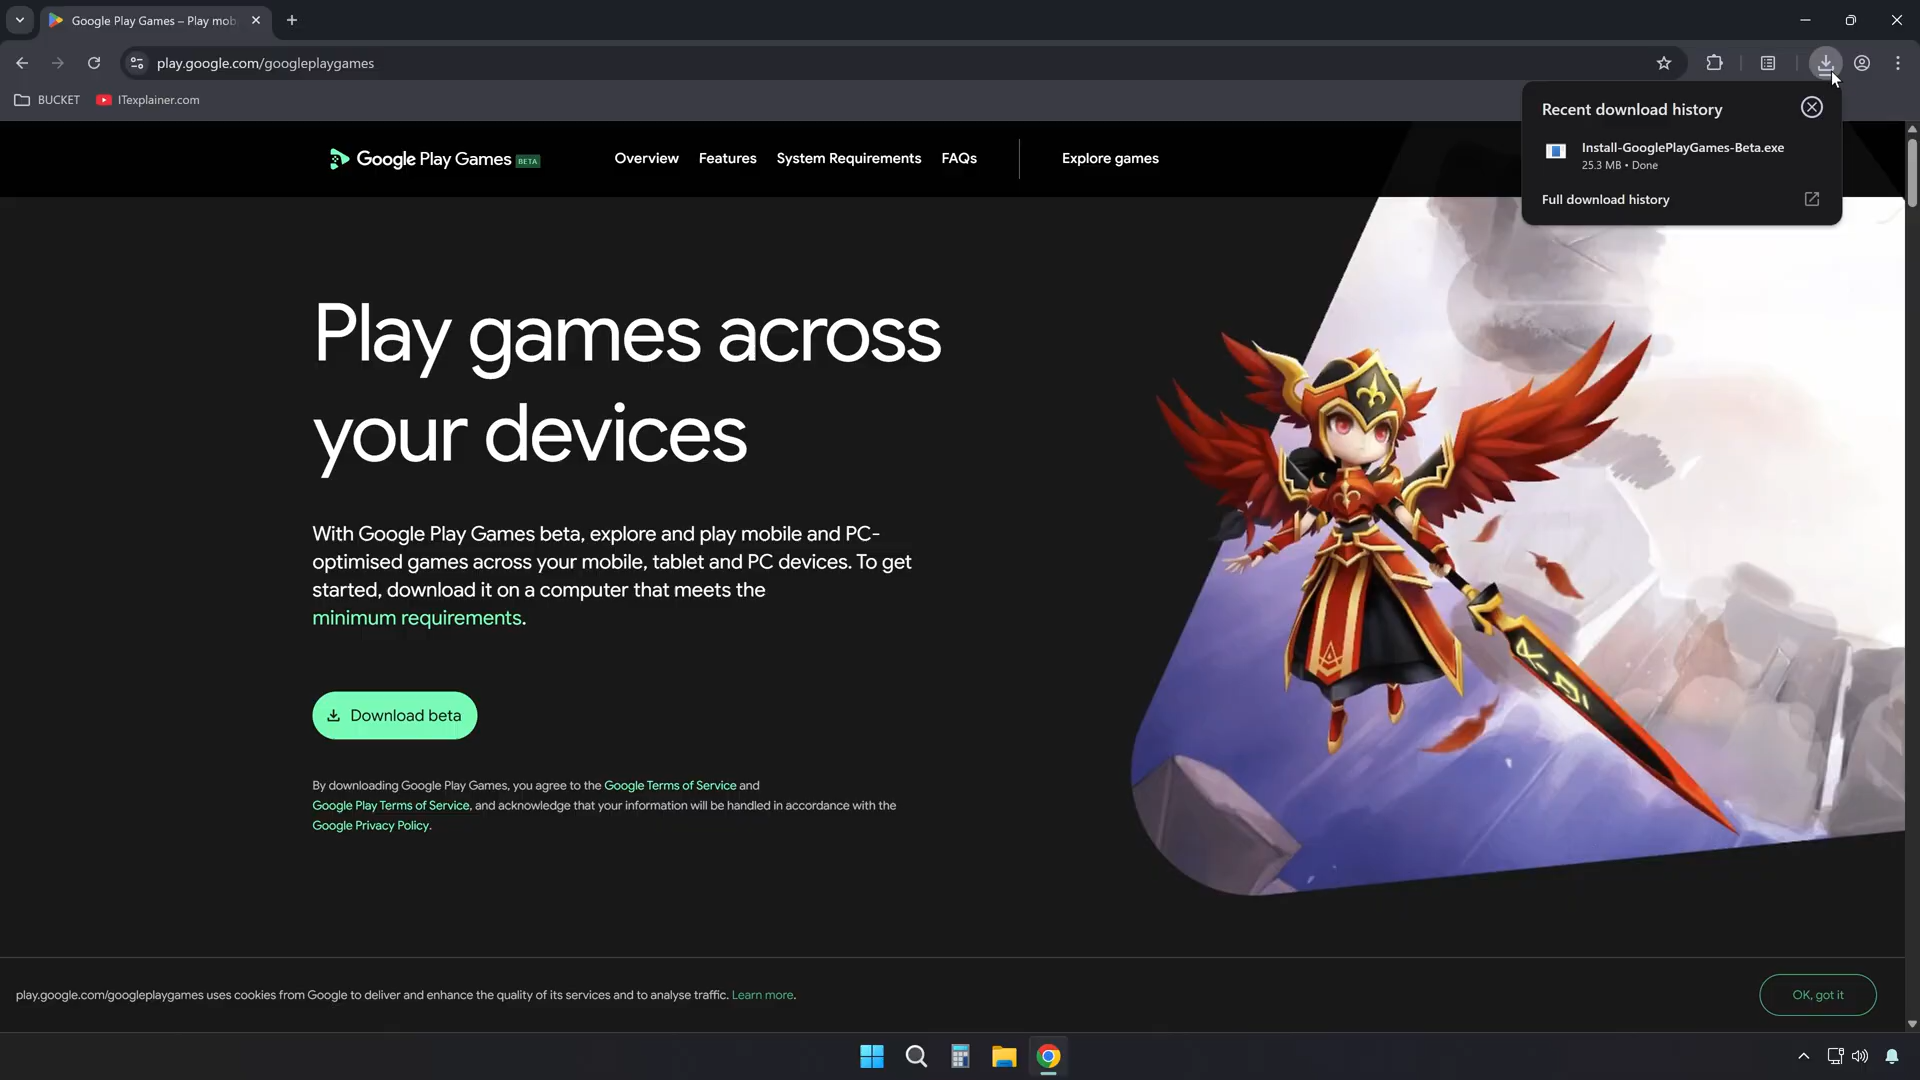 Google Play Games – Play mob
play.google.com/googleplaygames
BUCKET
ITexplainer.com
Recent download history
Install-GooglePlayGames-Beta.exe
25.3 MB • Done
Full download history
Google Play Games BETA
Overview
Features
System Requirements
FAQs
Explore games
Play games across
your devices
With Google Play Games beta, explore and play mobile and PC-
optimised games across your mobile, tablet and PC devices. To get
started, download it on a computer that meets the
minimum requirements.
Download beta
By downloading Google Play Games, you agree to the Google Terms of Service and
Google Play Terms of Service, and acknowledge that your information will be handled in accordance with the
Google Privacy Policy.
play.google.com/googleplaygames uses cookies from Google to deliver and enhance the quality of its services and to analyse traffic. Learn more.
OK, got it